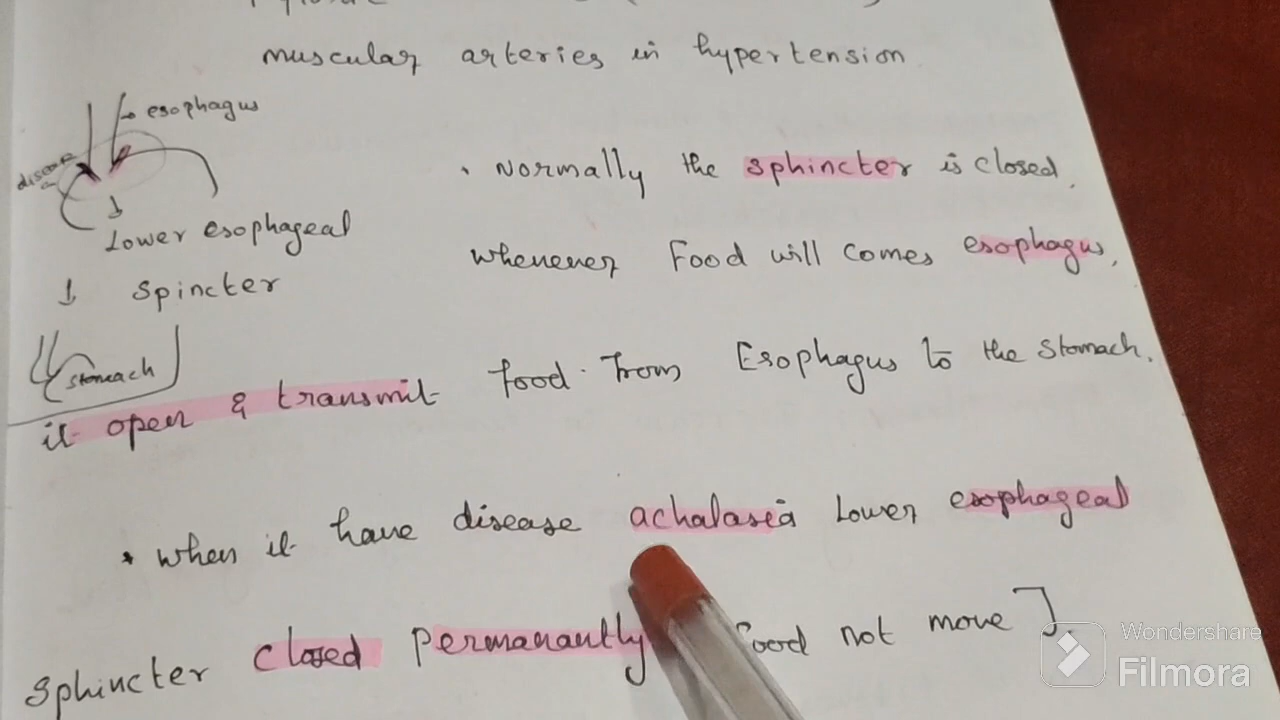 muscular arteries in hypertension
esophagus
disease
Lower esophageal
Spincter
stomach
. Normally the sphincter is closed.
whenever Food will comes esophagus,
it open & transmit food. From Esophagus to the Stomach.
* when it have disease achalasia Lower esophageal
Sphincter closed permanantly Food not move ]
Wondershare
Filmora